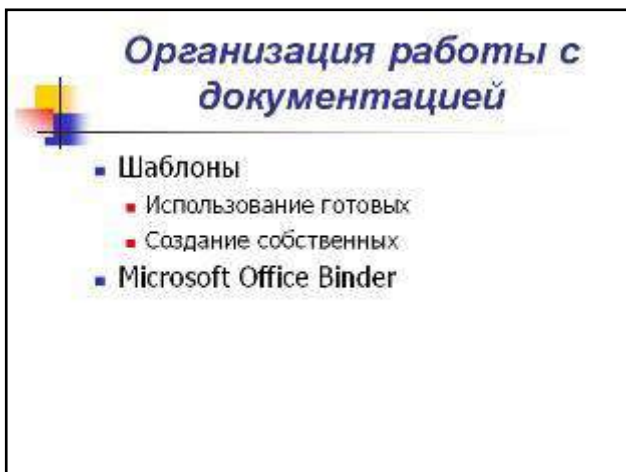 Организация работы с
документацией
Шаблоны
Использование готовых
Создание собственных
Microsoft Office Binder